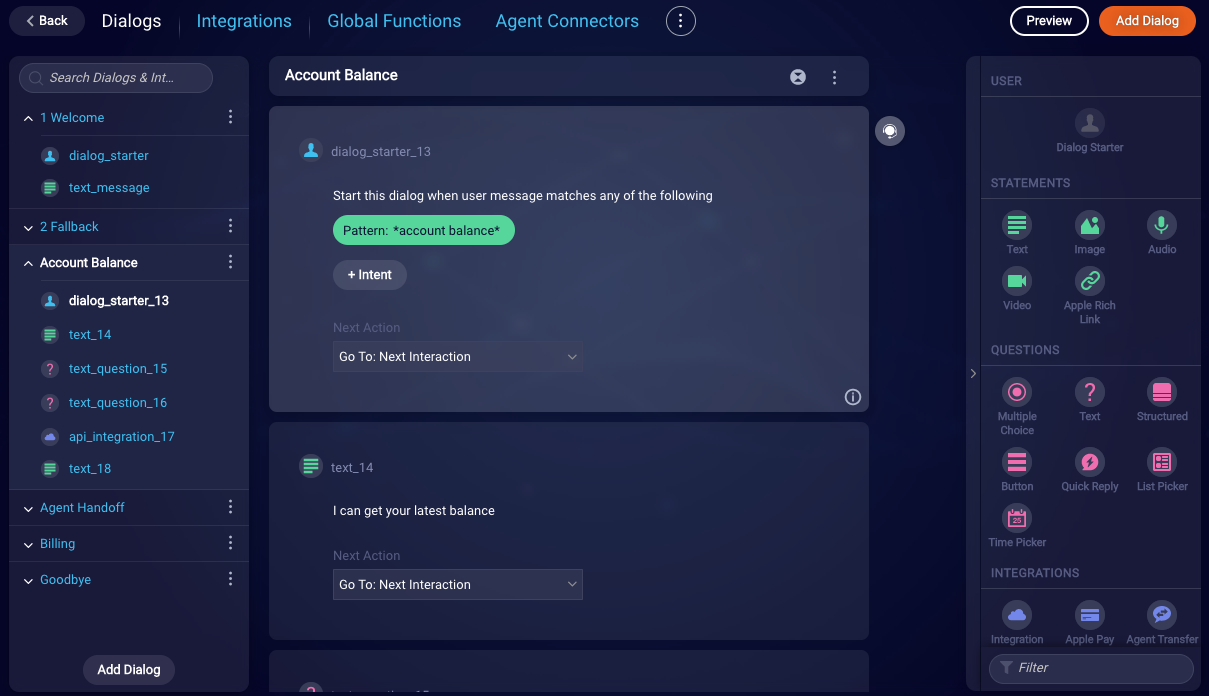 Back
Dialogs
Integrations
Global Functions
Agent Connectors
Preview
Add Dialog
Search Dialogs & Int...
1 Welcome
dialog_starter
text_message
2 Fallback
Account Balance
dialog_starter_13
text_14
text_question_15
text_question_16
api_integration_17
text_18
Agent Handoff
Billing
Goodbye
Add Dialog
Account Balance
dialog_starter_13
Start this dialog when user message matches any of the following
Pattern: *account balance*
+ Intent
Next Action
Go To: Next Interaction
text_14
I can get your latest balance
Next Action
Go To: Next Interaction
USER
Dialog Starter
STATEMENTS
Text
Image
Audio
Video
Apple Rich
Link
QUESTIONS
Multiple
Choice
Text
Structured
Button
Quick Reply
List Picker
25
Time Picker
INTEGRATIONS
Integration
Apple Pay
Agent Transfer
Filter